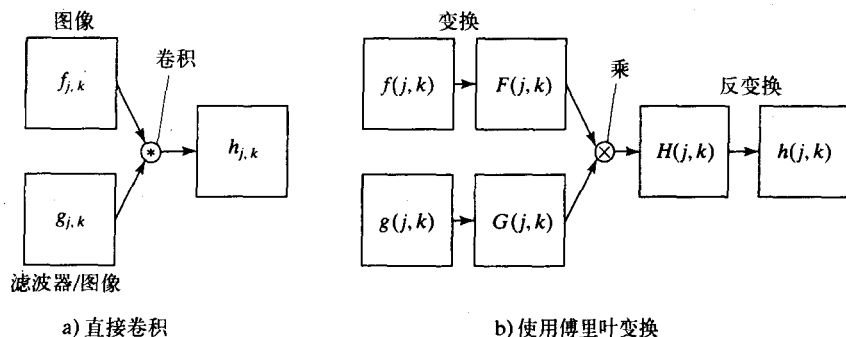 图像
卷积
f_{j,k}
*
h_{j,k}
g_{j,k}
滤波器/图像
a) 直接卷积
变换
乘
反变换
f(j,k)
F(j,k)
⊗
H(j,k)
h(j,k)
g(j,k)
G(j,k)
b) 使用傅里叶变换